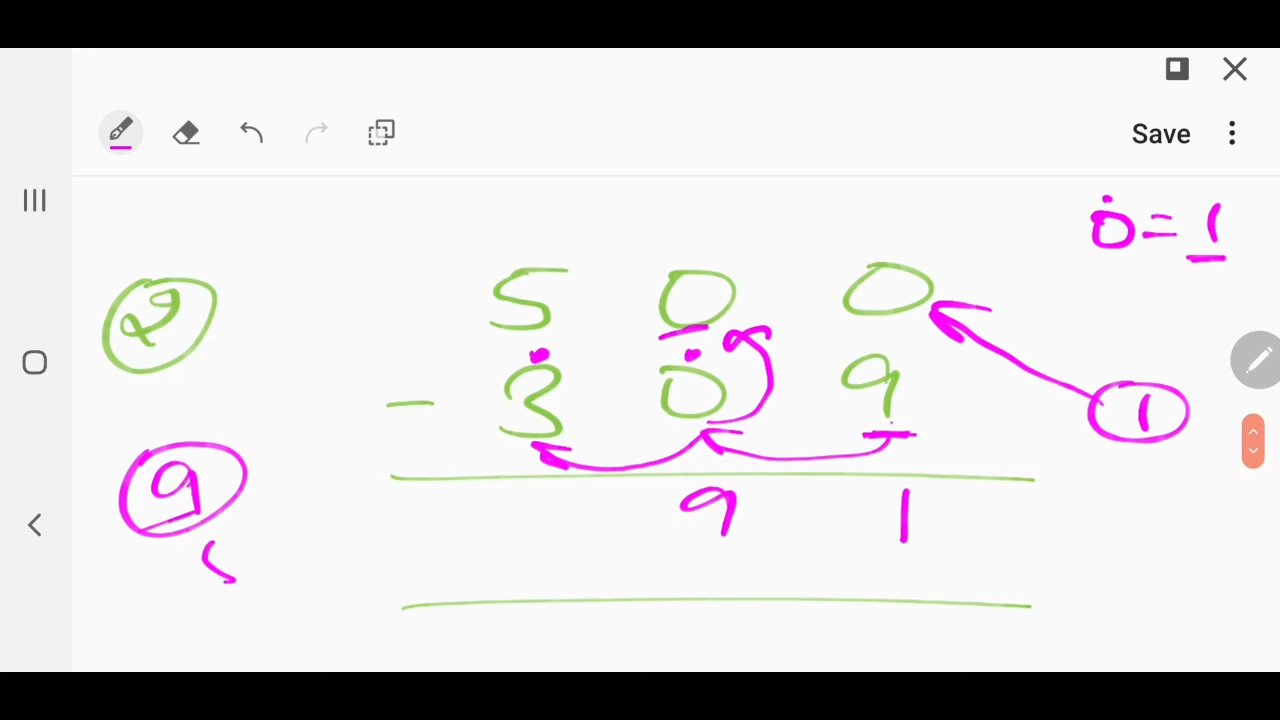 Save
0̇ = 1
2 5 0 0
- 3̇ 0̇ 9 1
9 9 1